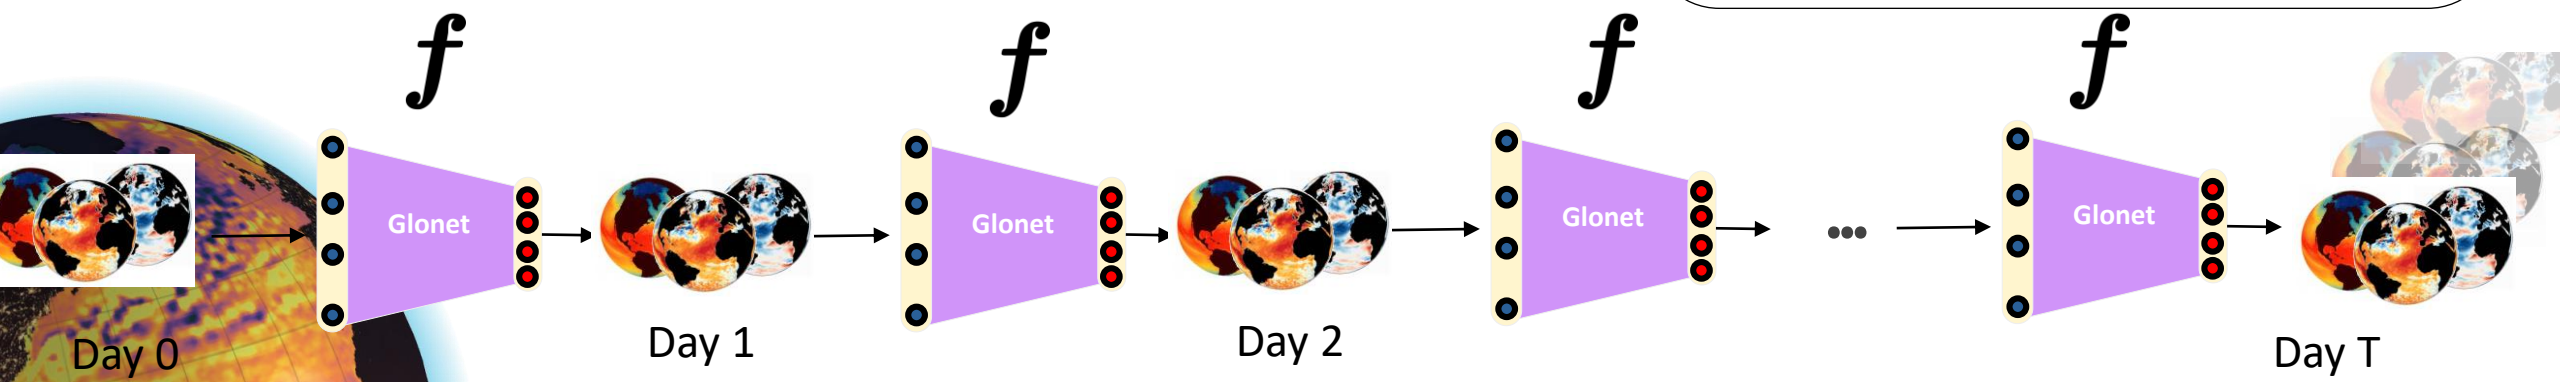 f f f f
Glonet Glonet Glonet Glonet
...
Day 0 Day 1 Day 2 Day T